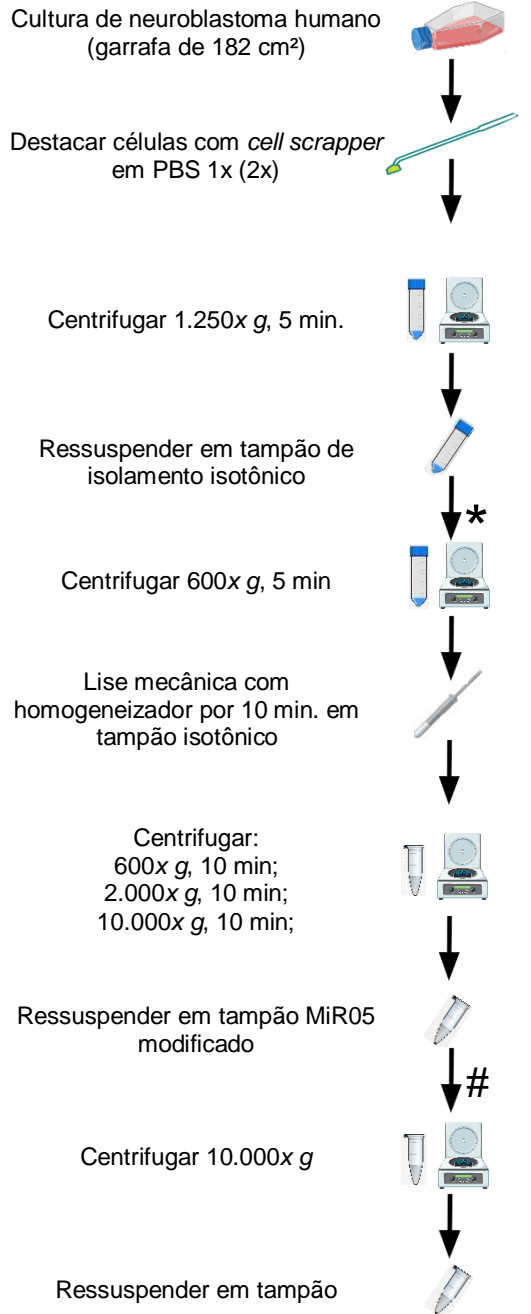 Cultura de neuroblastoma humano
(garrafa de 182 cm²)
Destacar células com cell scrapper
em PBS 1x (2x)
Centrifugar 1.250x g, 5 min.
Ressuspender em tampão de
isolamento isotônico
*
Centrifugar 600x g, 5 min
Lise mecânica com
homogeneizador por 10 min. em
tampão isotônico
Centrifugar:
600x g, 10 min;
2.000x g, 10 min;
10.000x g, 10 min;
Ressuspender em tampão MiR05
modificado
#
Centrifugar 10.000x g
Ressuspender em tampão